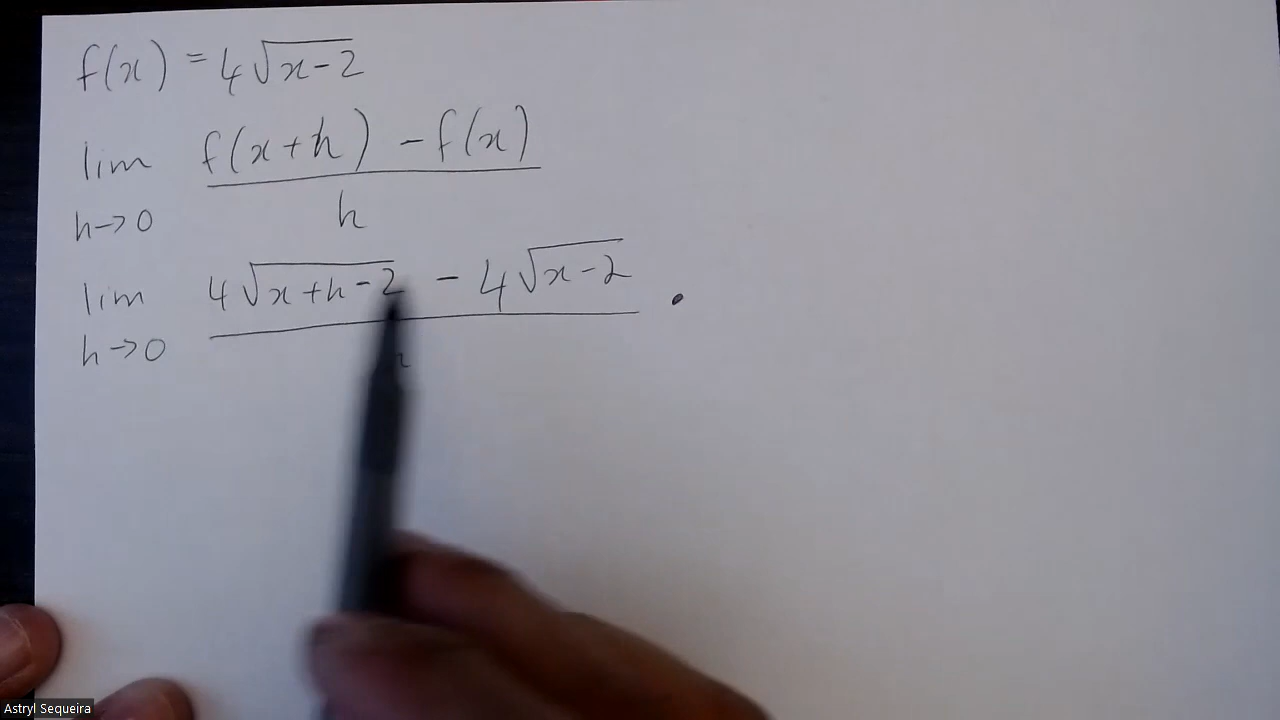 f(x) = 4√(x-2)
lim f(x+h) - f(x)
h→0 h
lim 4√(x+h-2) - 4√(x-2) .
h→0 h
Astryl Sequeira